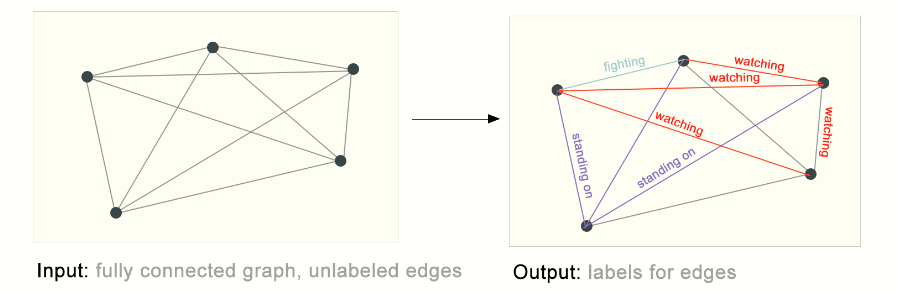 fighting
watching
watching
watching
watching
standing on
standing on
Input: fully connected graph, unlabeled edges
Output: labels for edges